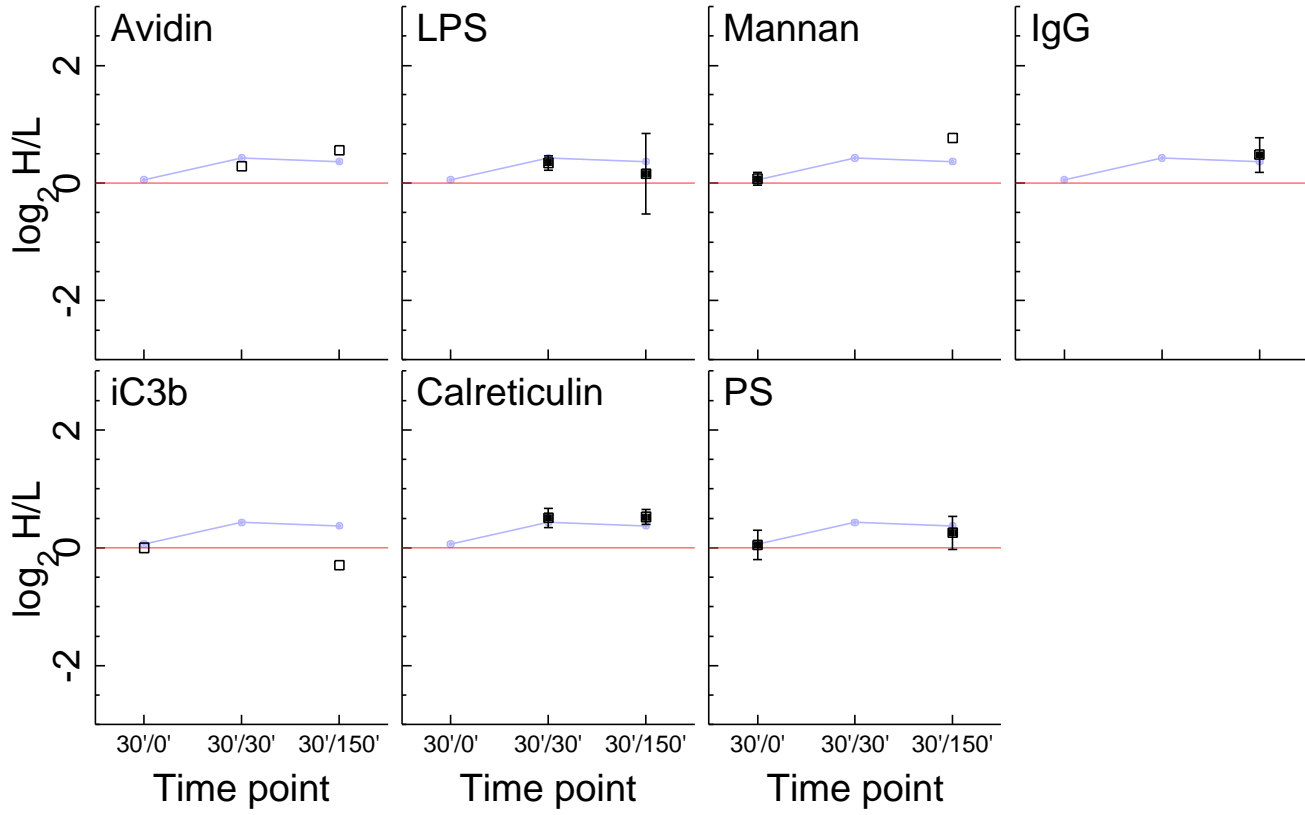 Avidin
LPS
Mannan
IgG
log₂ H/L
2
0
-2
iC3b
Calreticulin
PS
log₂ H/L
2
0
-2
30'/0' 30'/30' 30'/150'
30'/0' 30'/30' 30'/150'
30'/0' 30'/30' 30'/150'
Time point
Time point
Time point